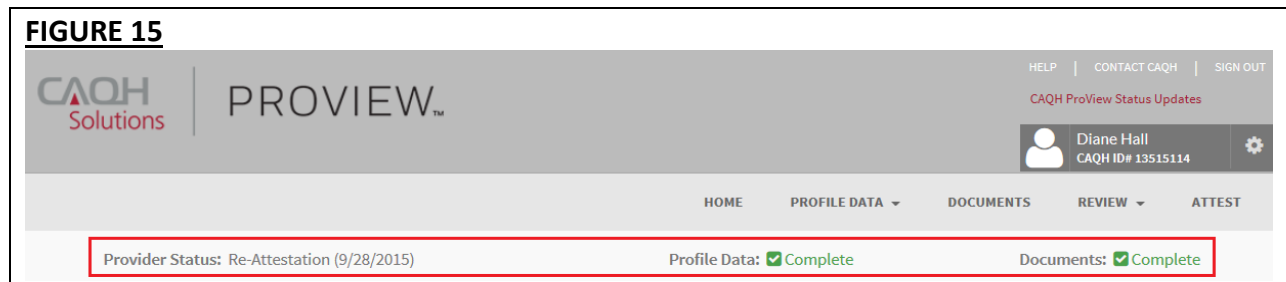 FIGURE 15
HELP | CONTACT CAQH | SIGN OUT
CAQH Solutions
PROVIEW™
CAQH ProView Status Updates
Diane Hall
CAQH ID# 13515114
HOME PROFILE DATA DOCUMENTS REVIEW ATTEST
Provider Status: Re-Attestation (9/28/2015) Profile Data: Complete Documents: Complete